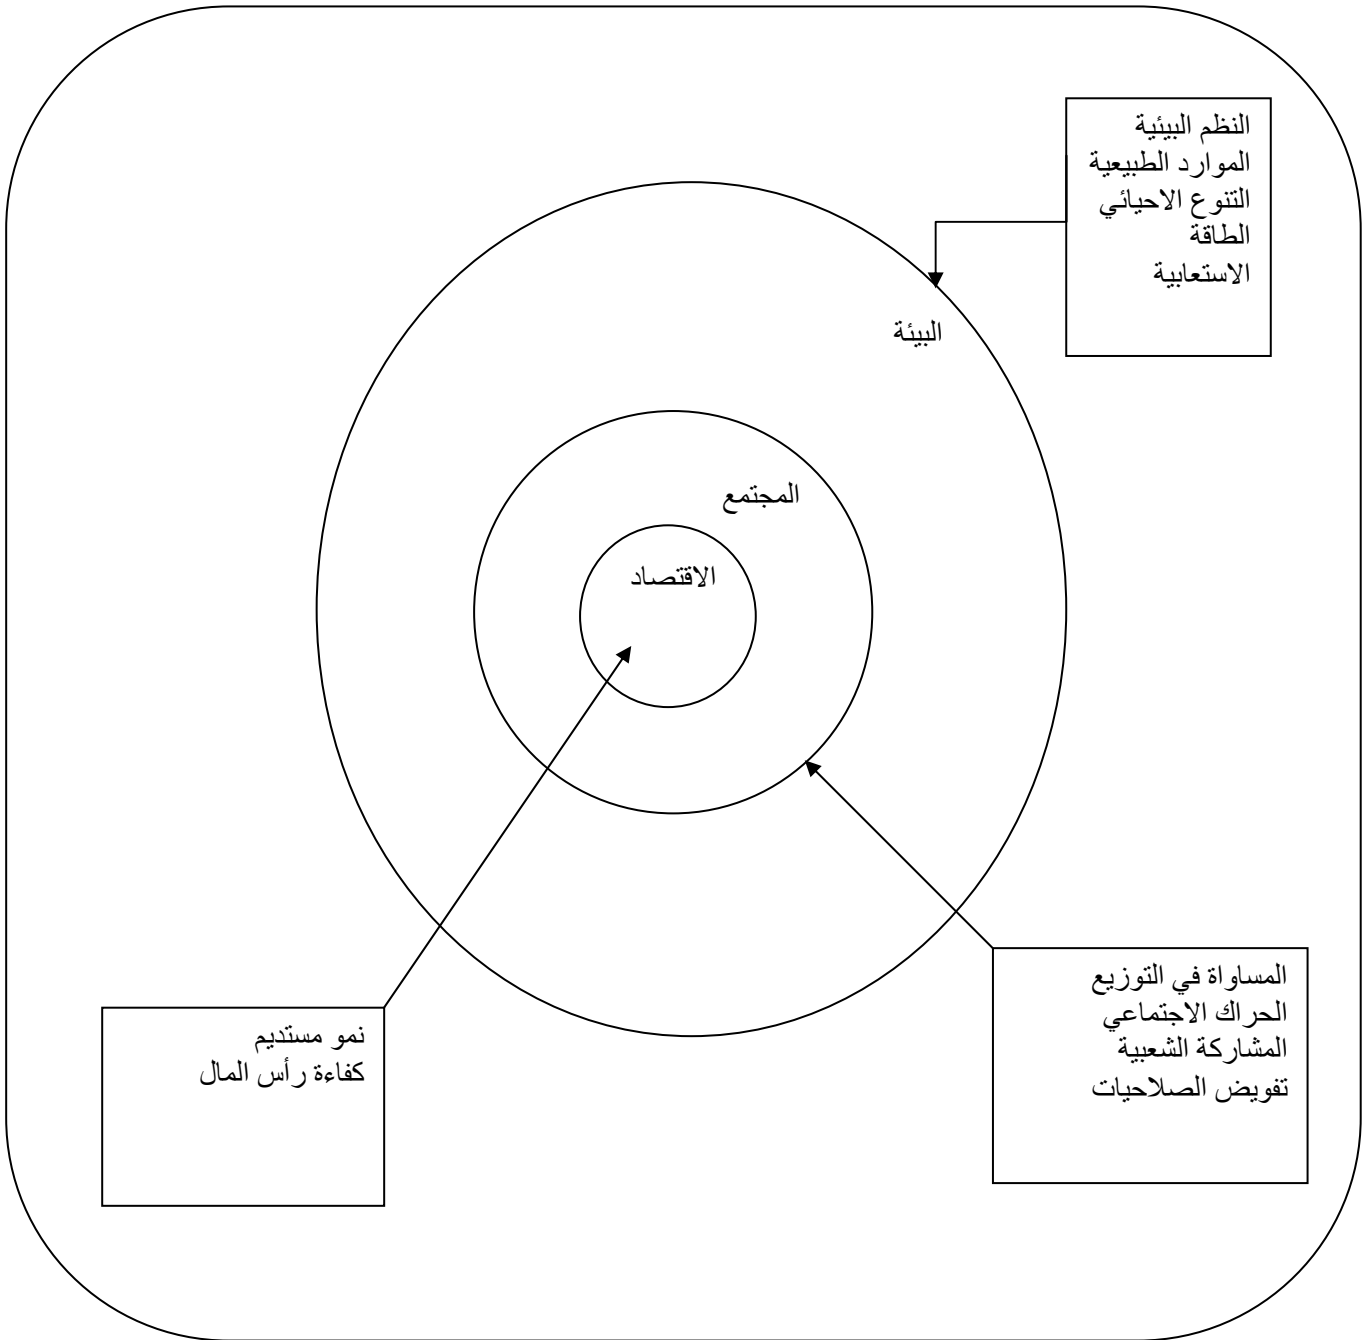 النظم البيئية
الموارد الطبيعية
التنوع الاحيائي
الطاقة
الاستعابية
البيئة
المجتمع
الاقتصاد
المساواة في التوزيع
الحراك الاجتماعي
المشاركة الشعبية
تفويض الصلاحيات
نمو مستديم
كفاءة رأس المال